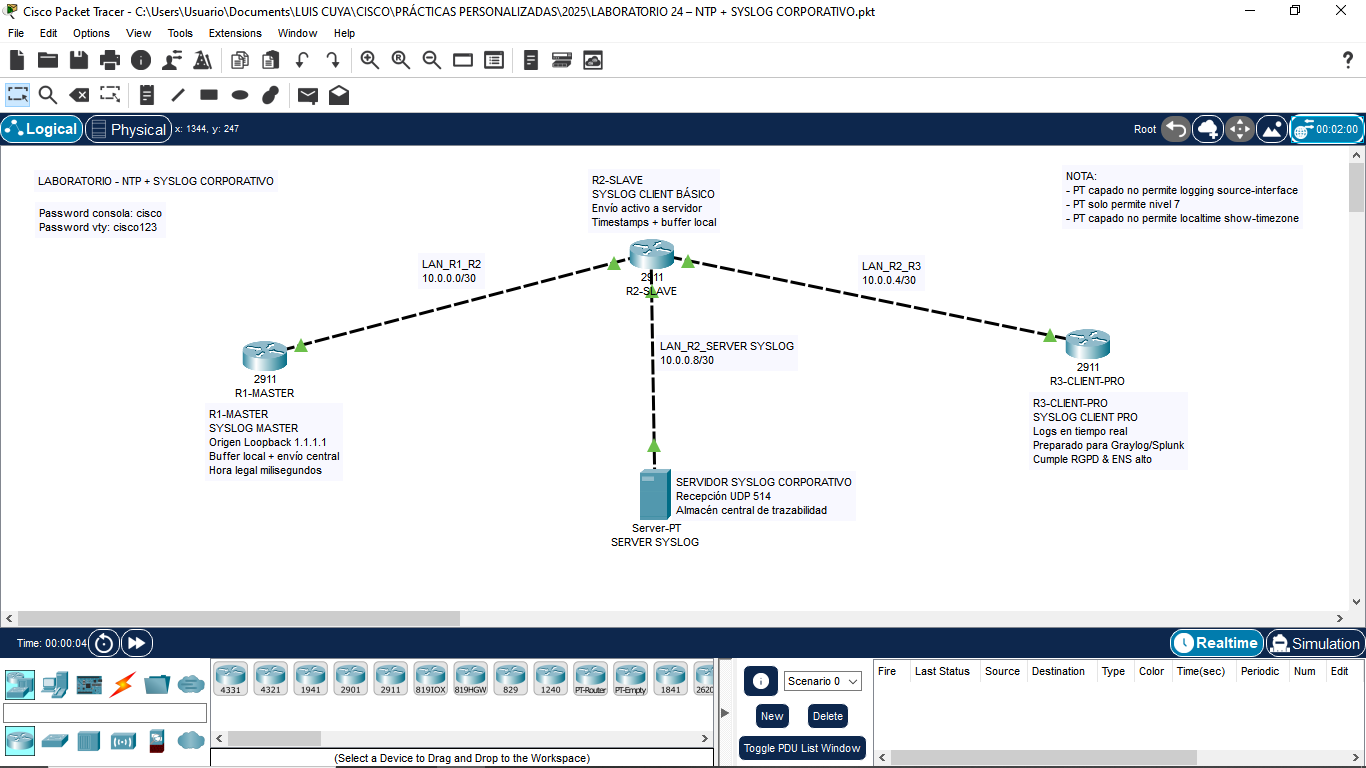 Cisco Packet Tracer - C:\Users\Usuario\Documents\LUIS CUYA\CISCO\PRÁCTICAS PERSONALIZADAS\2025\LABORATORIO 24 – NTP + SYSLOG CORPORATIVO.pkt
File Edit Options View Tools Extensions Window Help
Logical Physical x: 1344, y: 247 Root 00:02:00
LABORATORIO - NTP + SYSLOG CORPORATIVO
Password consola: cisco
Password vty: cisco123
R2-SLAVE
SYSLOG CLIENT BÁSICO
Envío activo a servidor
Timestamps + buffer local
NOTA:
- PT capado no permite logging source-interface
- PT solo permite nivel 7
- PT capado no permite localtime show-timezone
2911
R2-SLAVE
LAN_R1_R2
10.0.0.0/30
LAN_R2_R3
10.0.0.4/30
LAN_R2_SERVER SYSLOG
10.0.0.8/30
2911
R1-MASTER
R1-MASTER
SYSLOG MASTER
Origen Loopback 1.1.1.1
Buffer local + envío central
Hora legal milisegundos
2911
R3-CLIENT-PRO
R3-CLIENT-PRO
SYSLOG CLIENT PRO
Logs en tiempo real
Preparado para Graylog/Splunk
Cumple RGPD & ENS alto
SERVIDOR SYSLOG CORPORATIVO
Recepción UDP 514
Almacén central de trazabilidad
Server-PT
SERVER SYSLOG
Time: 00:00:04 Realtime Simulation
4331 4321 1941 2901 2911 819IOX 819HGW 829 1240 PT-Router PT-Empty 1841 2620
(Select a Device to Drag and Drop to the Workspace)
Scenario 0
New Delete
Toggle PDU List Window
Fire Last Status Source Destination Type Color Time(sec) Periodic Num Edit